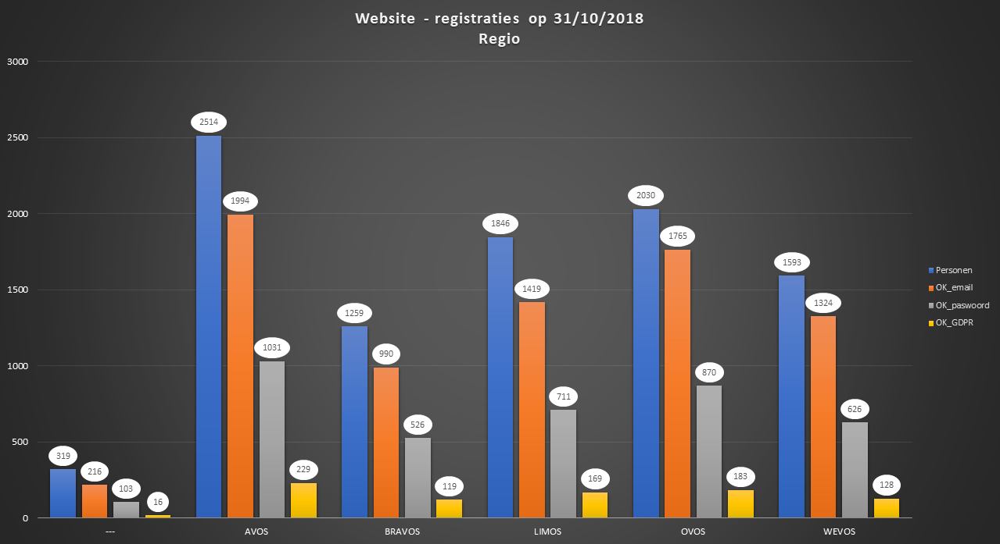 Website - registraties op 31/10/2018
Regio
3000
2500
2000
1500
1000
500
0
319
216
103
16
2514
1994
1031
229
1259
990
526
119
1846
1419
711
169
2030
1765
870
183
1593
1324
626
128
---
AVOS
BRAVOS
LIMOS
OVOS
WEVOS
Personen
OK_email
OK_paswoord
OK_GDPR